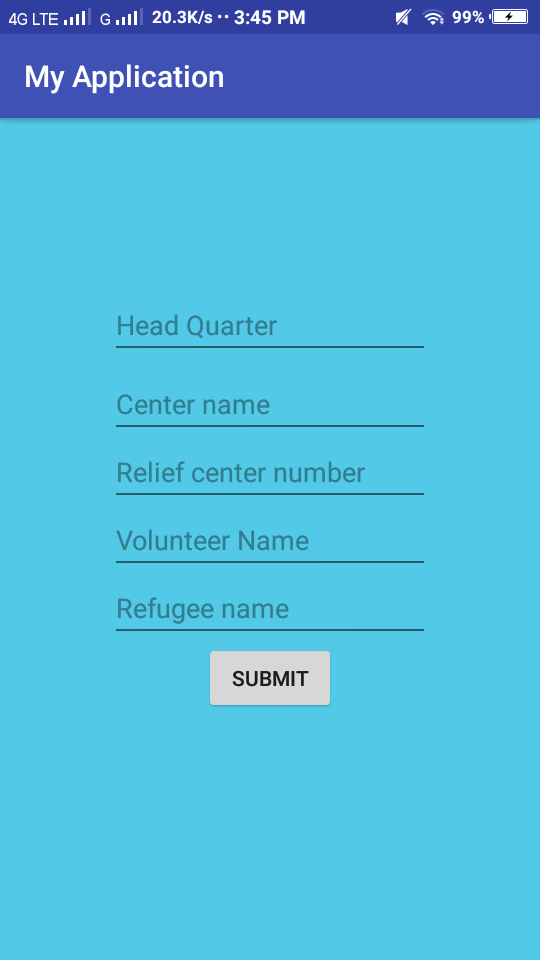 4G LTE G 20.3K/s ·· 3:45 PM 99%
My Application
Head Quarter
Center name
Relief center number
Volunteer Name
Refugee name
SUBMIT